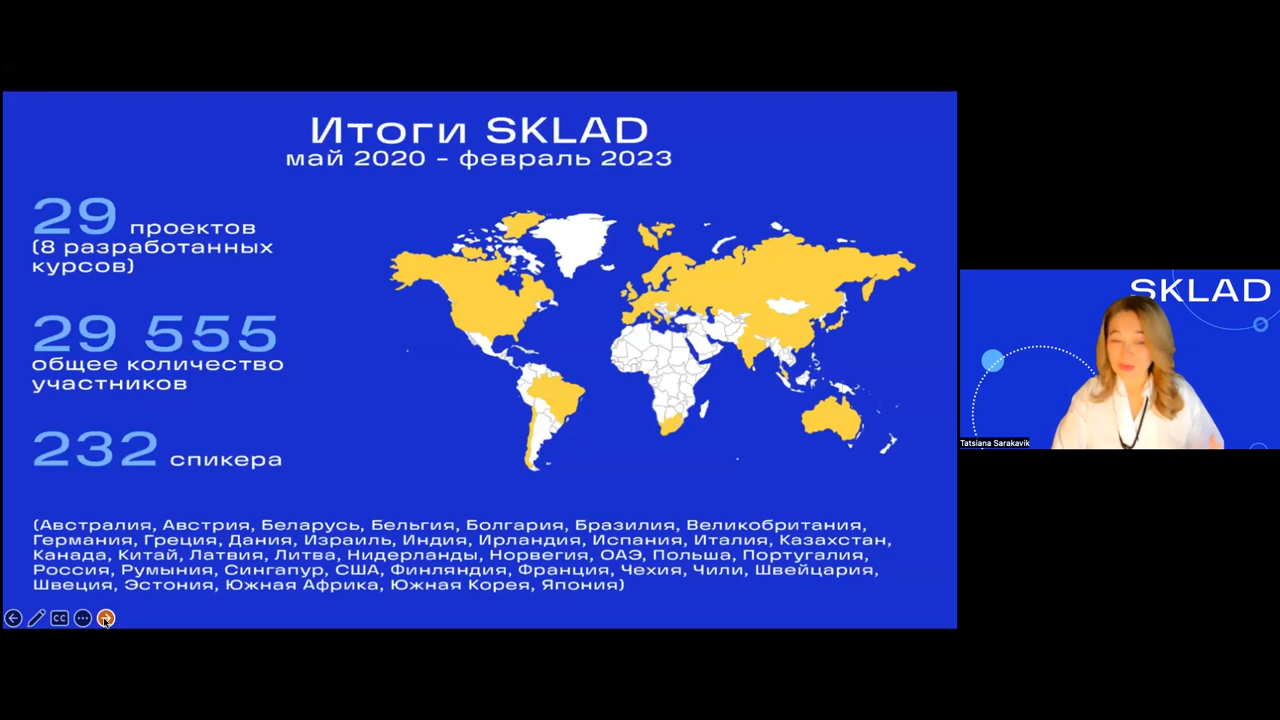 Итоги SKLAD
май 2020 – февраль 2023
29 проектов
(8 разработанных
курсов)
29 555
общее количество
участников
232 спикера
(Австралия, Австрия, Беларусь, Бельгия, Болгария, Бразилия, Великобритания,
Германия, Греция, Дания, Израиль, Индия, Ирландия, Испания, Италия, Казахстан,
Канада, Китай, Латвия, Литва, Нидерланды, Норвегия, ОАЭ, Польша, Португалия,
Россия, Румыния, Сингапур, США, Финляндия, Франция, Чехия, Чили, Швейцария,
Швеция, Эстония, Южная Африка, Южная Корея, Япония)
CC
SKLAD
Tatsiana Sarakavik